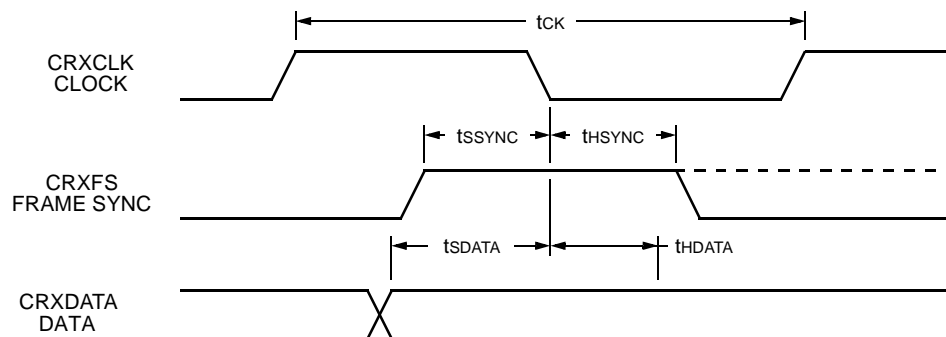 tCK
CRXCLK
CLOCK
tSSYNC
tHSYNC
CRXFS
FRAME SYNC
tSDATA
tHDATA
CRXDATA
DATA